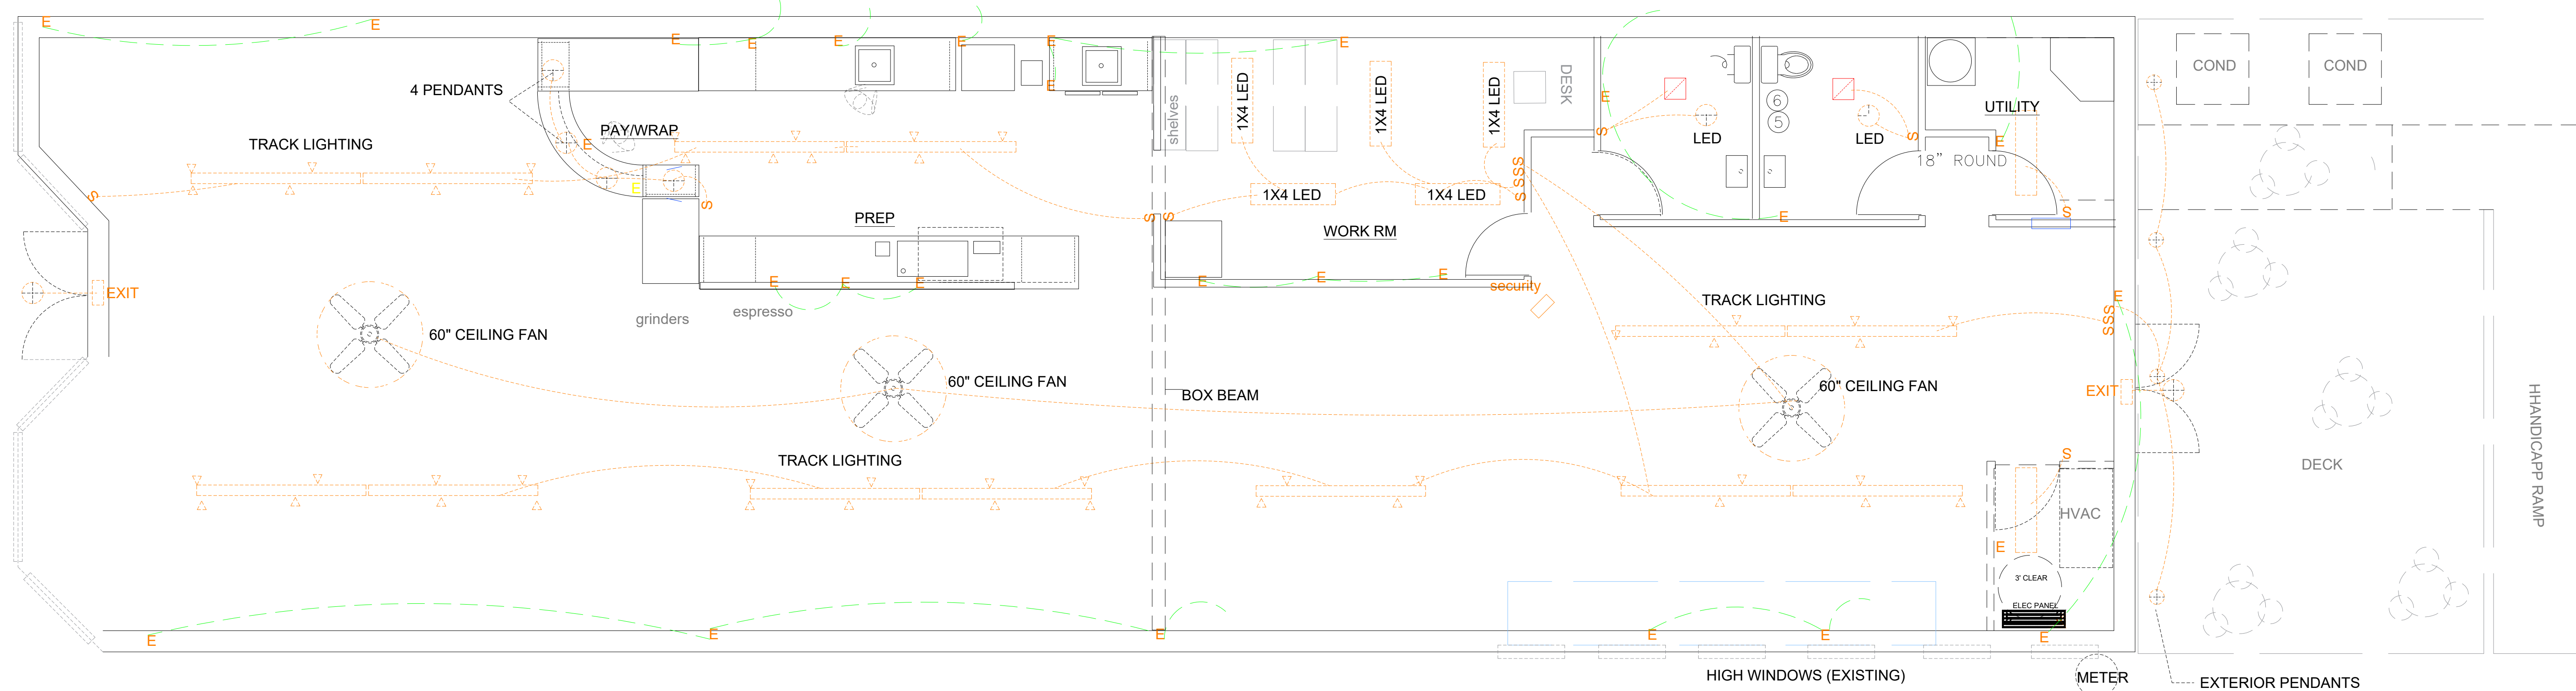 E
E
E
E
E
E
E
E
4 PENDANTS
TRACK LIGHTING
PAY/WRAP
E
E
E
S
S
PREP
E
E
E
grinders
espresso
EXIT
60" CEILING FAN
60" CEILING FAN
BOX BEAM
TRACK LIGHTING
shelves
1X4 LED
1X4 LED
1X4 LED
1X4 LED
1X4 LED
DESK
S
S
S
S
S
S
S
S
WORK RM
E
E
E
security
E
S
LED
6
5
LED
S
E
UTILITY
18" ROUND
E
S
TRACK LIGHTING
E
S
S
S
60" CEILING FAN
EXIT
S
HVAC
E
3' CLEAR
ELEC PANEL
E
E
E
E
E
E
COND
COND
DECK
HHANDICAPP RAMP
HIGH WINDOWS (EXISTING)
METER
EXTERIOR PENDANTS